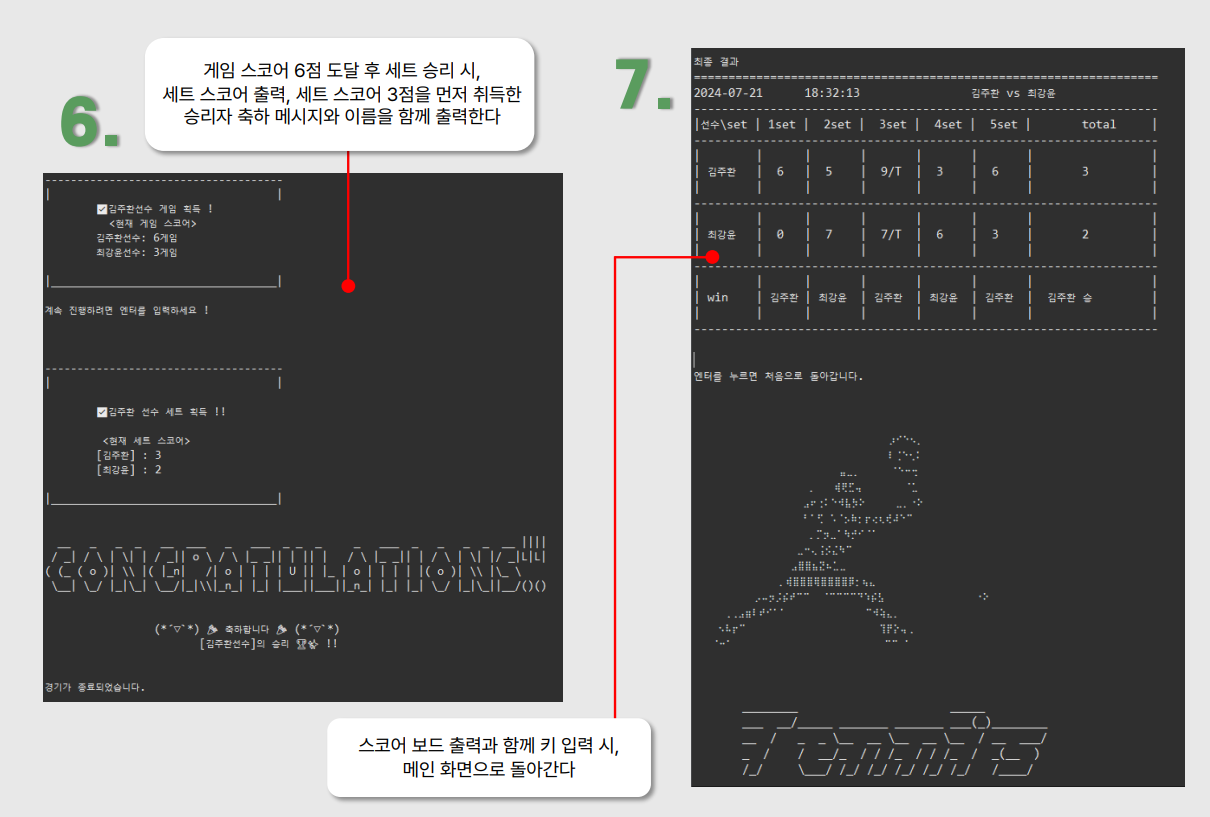 6.
게임 스코어 6점 도달 후 세트 승리 시,
세트 스코어 출력, 세트 스코어 3점을 먼저 취득한
승리자 축하 메시지와 이름을 함께 출력한다
김주환선수 게임 획득 !
<현재 게임 스코어>
김주환선수: 6게임
최강윤선수: 3게임
계속 진행하려면 엔터를 입력하세요 !
김주환 선수 세트 획득 !!
<현재 세트 스코어>
[김주환] : 3
[최강윤] : 2
CONGRATULATIONS!!!!
(*´▽`*) 🎉 축하합니다 🎉 (*´▽`*)
[김주환선수]의 승리 🏆 !!
경기가 종료되었습니다.
7.
최종 결과
2024-07-21 18:32:13 김주환 vs 최강윤
|선수\set | 1set | 2set | 3set | 4set | 5set | total |
| 김주환 | 6 | 5 | 9/T | 3 | 6 | 3 |
| 최강윤 | 0 | 7 | 7/T | 6 | 3 | 2 |
| win | 김주환 | 최강윤 | 김주환 | 최강윤 | 김주환 | 김주환 승 |
엔터를 누르면 처음으로 돌아갑니다.
Tennis
스코어 보드 출력과 함께 키 입력 시,
메인 화면으로 돌아간다